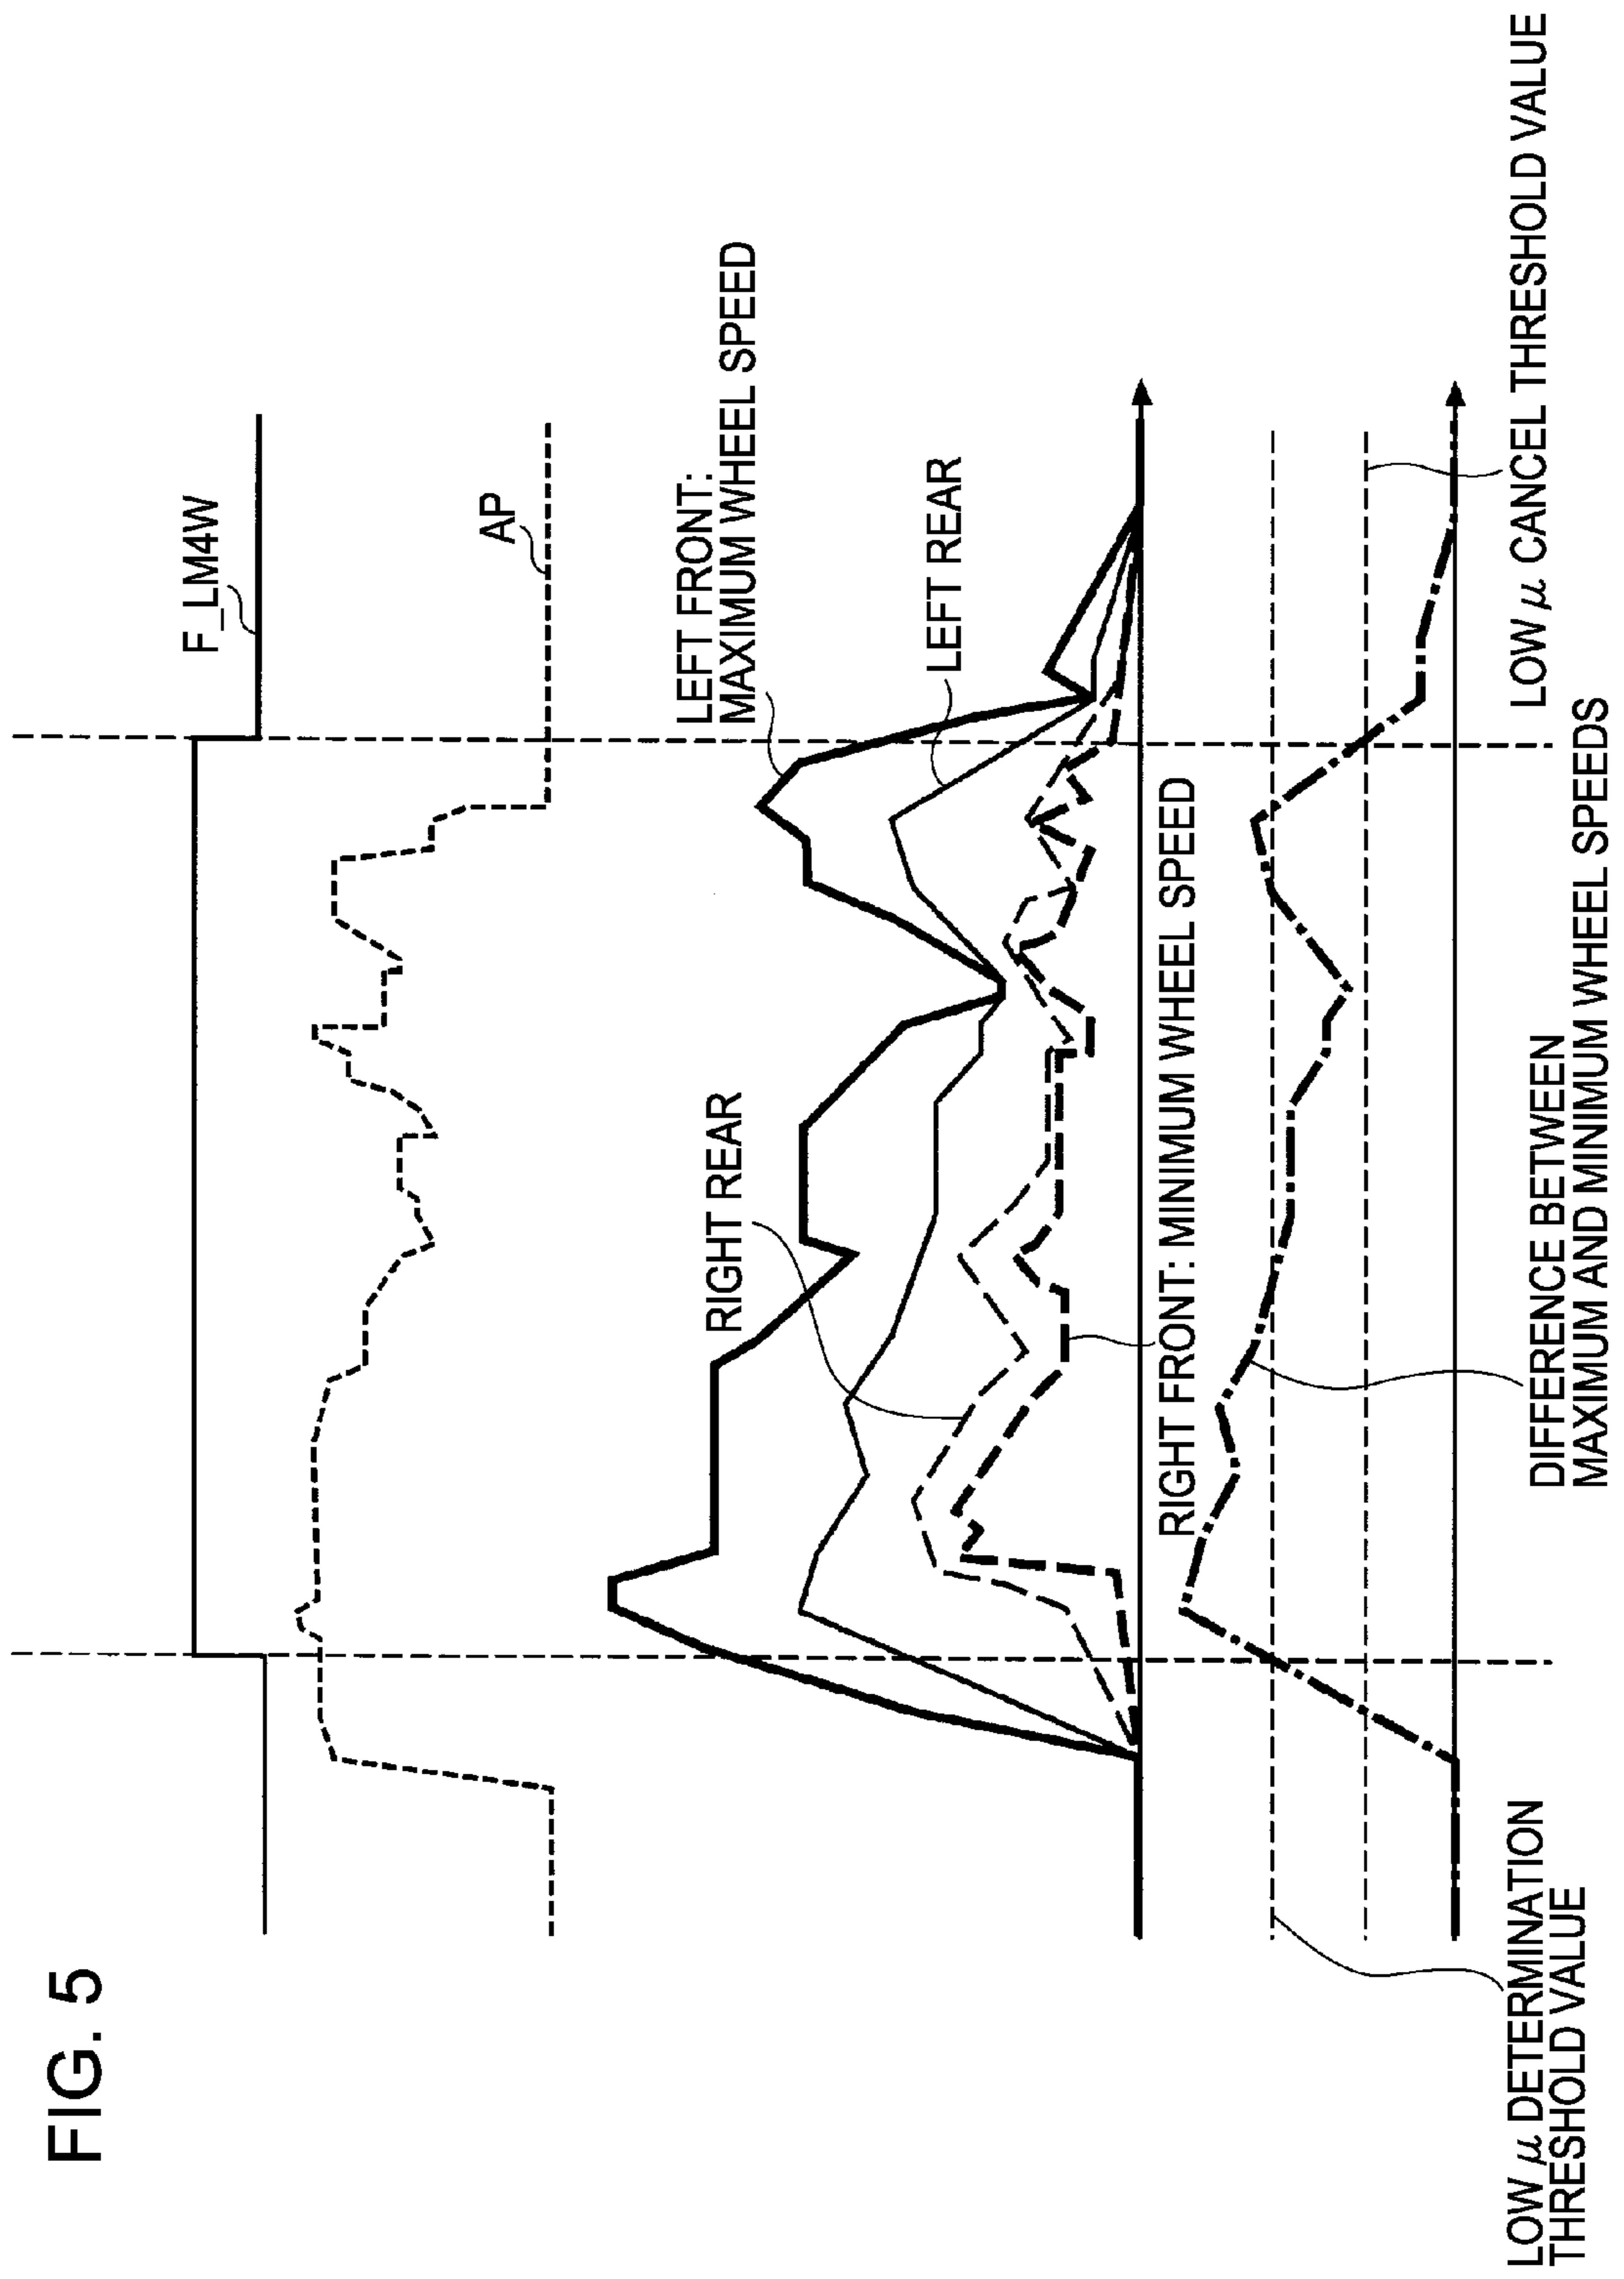 FIG. 5
F_LM4W
AP
LEFT FRONT:
MAXIMUM WHEEL SPEED
LEFT REAR
RIGHT REAR
RIGHT FRONT: MINIMUM WHEEL SPEED
LOW μ DETERMINATION
THRESHOLD VALUE
DIFFERENCE BETWEEN
MAXIMUM AND MINIMUM WHEEL SPEEDS
LOW μ CANCEL THRESHOLD VALUE